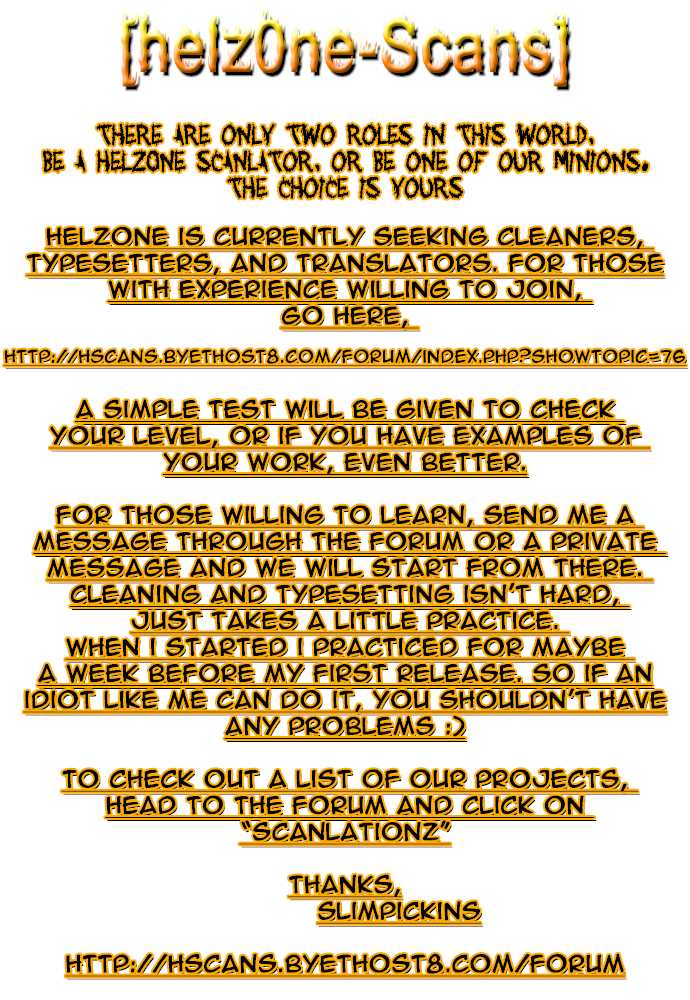 [helz0ne-Scans]
THERE ARE ONLY TWO ROLES IN THIS WORLD.
BE A HELZ0NE SCANLATOR. OR BE ONE OF OUR MINIONS.
THE CHOICE IS YOURS
HELZONE IS CURRENTLY SEEKING CLEANERS,
TYPESETTERS, AND TRANSLATORS. FOR THOSE
WITH EXPERIENCE WILLING TO JOIN,
GO HERE,
HTTP://HSCANS.BYETHOST8.COM/FORUM/INDEX.PHP?SHOWTOPIC=76
A SIMPLE TEST WILL BE GIVEN TO CHECK
YOUR LEVEL, OR IF YOU HAVE EXAMPLES OF
YOUR WORK, EVEN BETTER.
FOR THOSE WILLING TO LEARN, SEND ME A
MESSAGE THROUGH THE FORUM OR A PRIVATE
MESSAGE AND WE WILL START FROM THERE.
CLEANING AND TYPESETTING ISN'T HARD,
JUST TAKES A LITTLE PRACTICE.
WHEN I STARTED I PRACTICED FOR MAYBE
A WEEK BEFORE MY FIRST RELEASE. SO IF AN
IDIOT LIKE ME CAN DO IT, YOU SHOULDN'T HAVE
ANY PROBLEMS :)
TO CHECK OUT A LIST OF OUR PROJECTS,
HEAD TO THE FORUM AND CLICK ON
"SCANLATIONZ"
THANKS,
SLIMPICKINS
HTTP://HSCANS.BYETHOST8.COM/FORUM